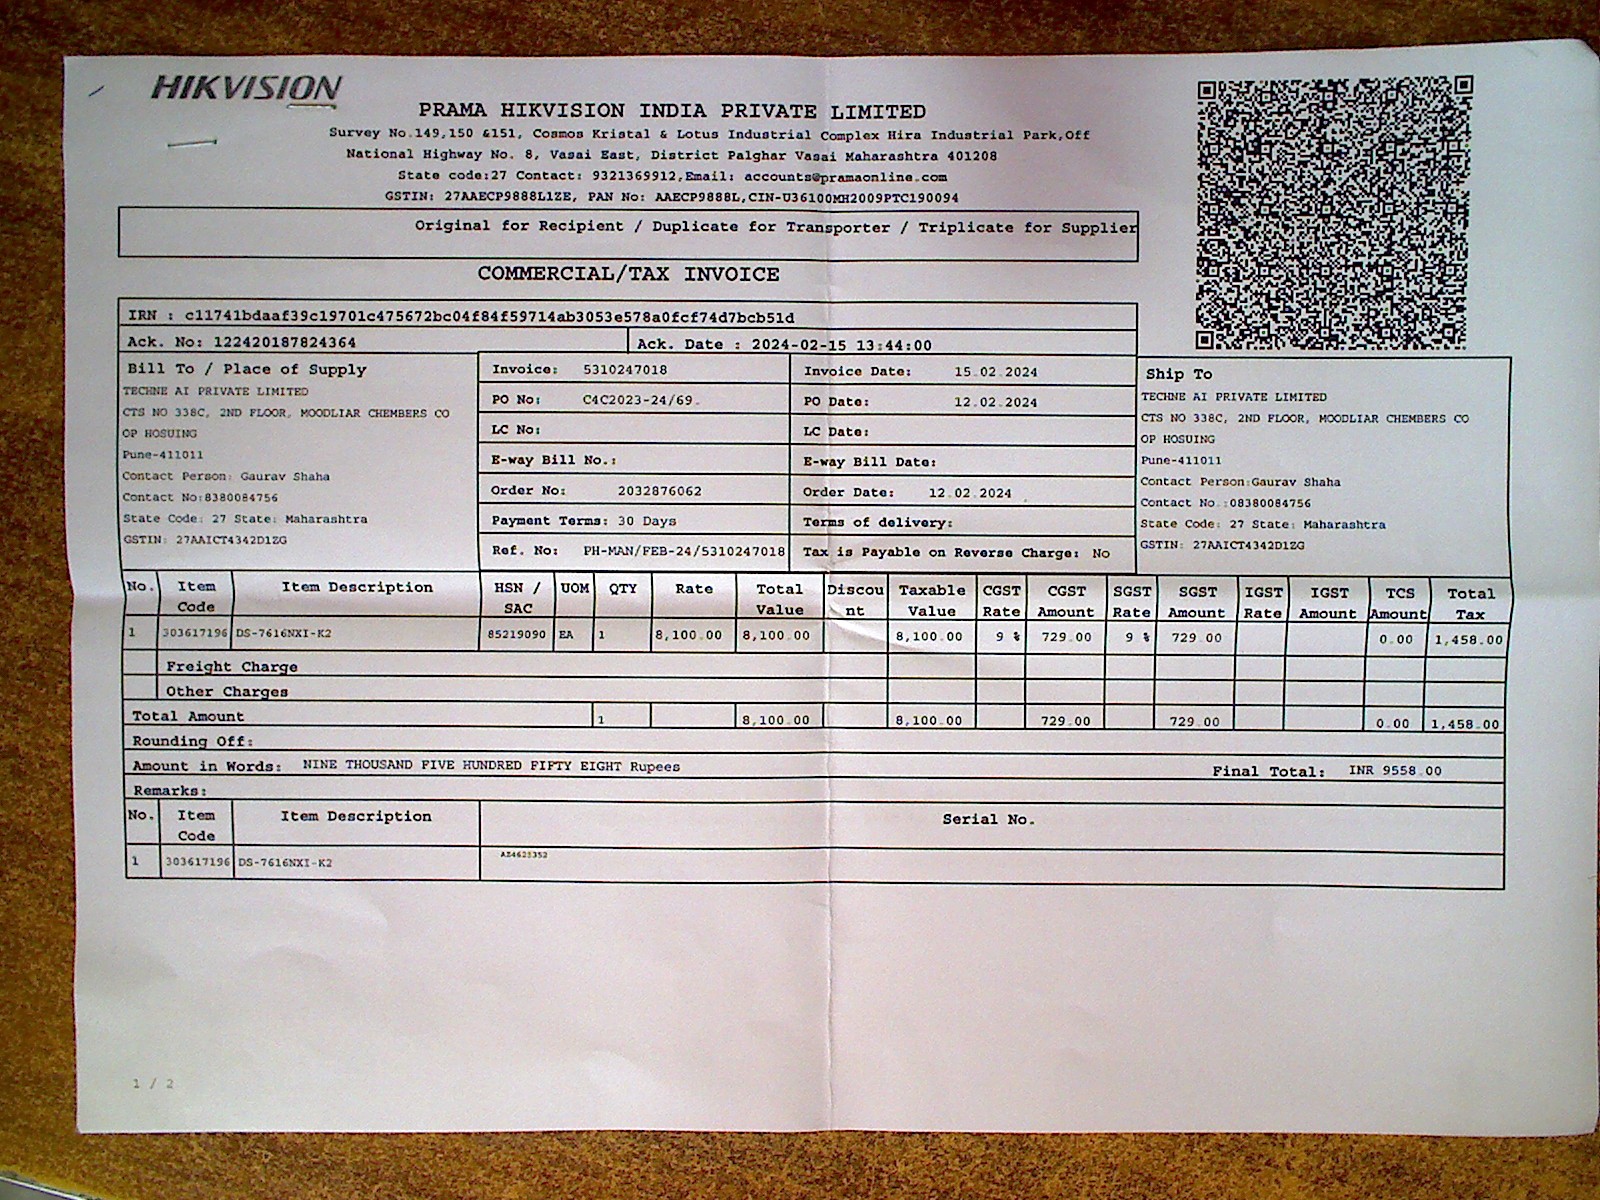 HIKVISION
PRAMA HIKVISION INDIA PRIVATE LIMITED
Survey No.149,150 &151, Cosmos Kristal & Lotus Industrial Complex Hira Industrial Park,Off
National Highway No. 8, Vasai East, District Palghar Vasai Maharashtra 401208
State code:27 Contact: 9321369912,Email: accounts@pramaonline.com
GSTIN: 27AAECP9888L1ZE, PAN No: AAECP9888L,CIN-U36100MH2009PTC190094
Original for Recipient / Duplicate for Transporter / Triplicate for Supplier
COMMERCIAL/TAX INVOICE
IRN : c11741bdaaf39c19701c475672bc04f84f59714ab3053e578a0fcf74d7bcb51d
Ack. No: 122420187824364 Ack. Date : 2024-02-15 13:44:00
Bill To / Place of Supply
TECHNE AI PRIVATE LIMITED
CTS NO 338C, 2ND FLOOR, MOODLIAR CHEMBERS CO
OP HOSUING
Pune-411011
Contact Person: Gaurav Shaha
Contact No:8380084756
State Code: 27 State: Maharashtra
GSTIN: 27AAICT4342D1ZG
Invoice: 5310247018 Invoice Date: 15.02.2024
PO No: C4C2023-24/69. PO Date: 12.02.2024
LC No: LC Date:
E-way Bill No.: E-way Bill Date:
Order No: 2032876062 Order Date: 12.02.2024
Payment Terms: 30 Days Terms of delivery:
Ref. No: PH-MAN/FEB-24/5310247018 Tax is Payable on Reverse Charge: No
Ship To
TECHNE AI PRIVATE LIMITED
CTS NO 338C, 2ND FLOOR, MOODLIAR CHEMBERS CO
OP HOSUING
Pune-411011
Contact Person:Gaurav Shaha
Contact No.:08380084756
State Code: 27 State: Maharashtra
GSTIN: 27AAICT4342D1ZG
No. Item Item Description HSN / UOM QTY Rate Total Discou Taxable CGST CGST SGST SGST IGST IGST TCS Total
Code SAC Value nt Value Rate Amount Rate Amount Rate Amount Amount Tax
1 303617196 DS-7616NXI-K2 85219090 EA 1 8,100.00 8,100.00 8,100.00 9 % 729.00 9 % 729.00 0.00 1,458.00
Freight Charge
Other Charges
Total Amount 1 8,100.00 8,100.00 729.00 729.00 0.00 1,458.00
Rounding Off:
Amount in Words: NINE THOUSAND FIVE HUNDRED FIFTY EIGHT Rupees Final Total: INR 9558.00
Remarks:
No. Item Item Description Serial No.
Code
1 303617196 DS-7616NXI-K2
1 / 2